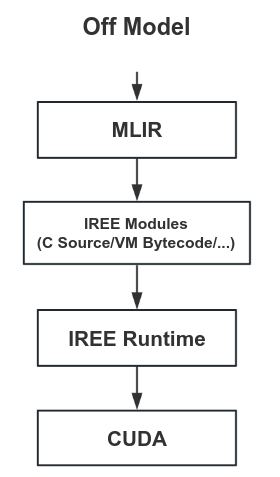 Off Model
MLIR
IREE Modules
(C Source/VM Bytecode/...)
IREE Runtime
CUDA